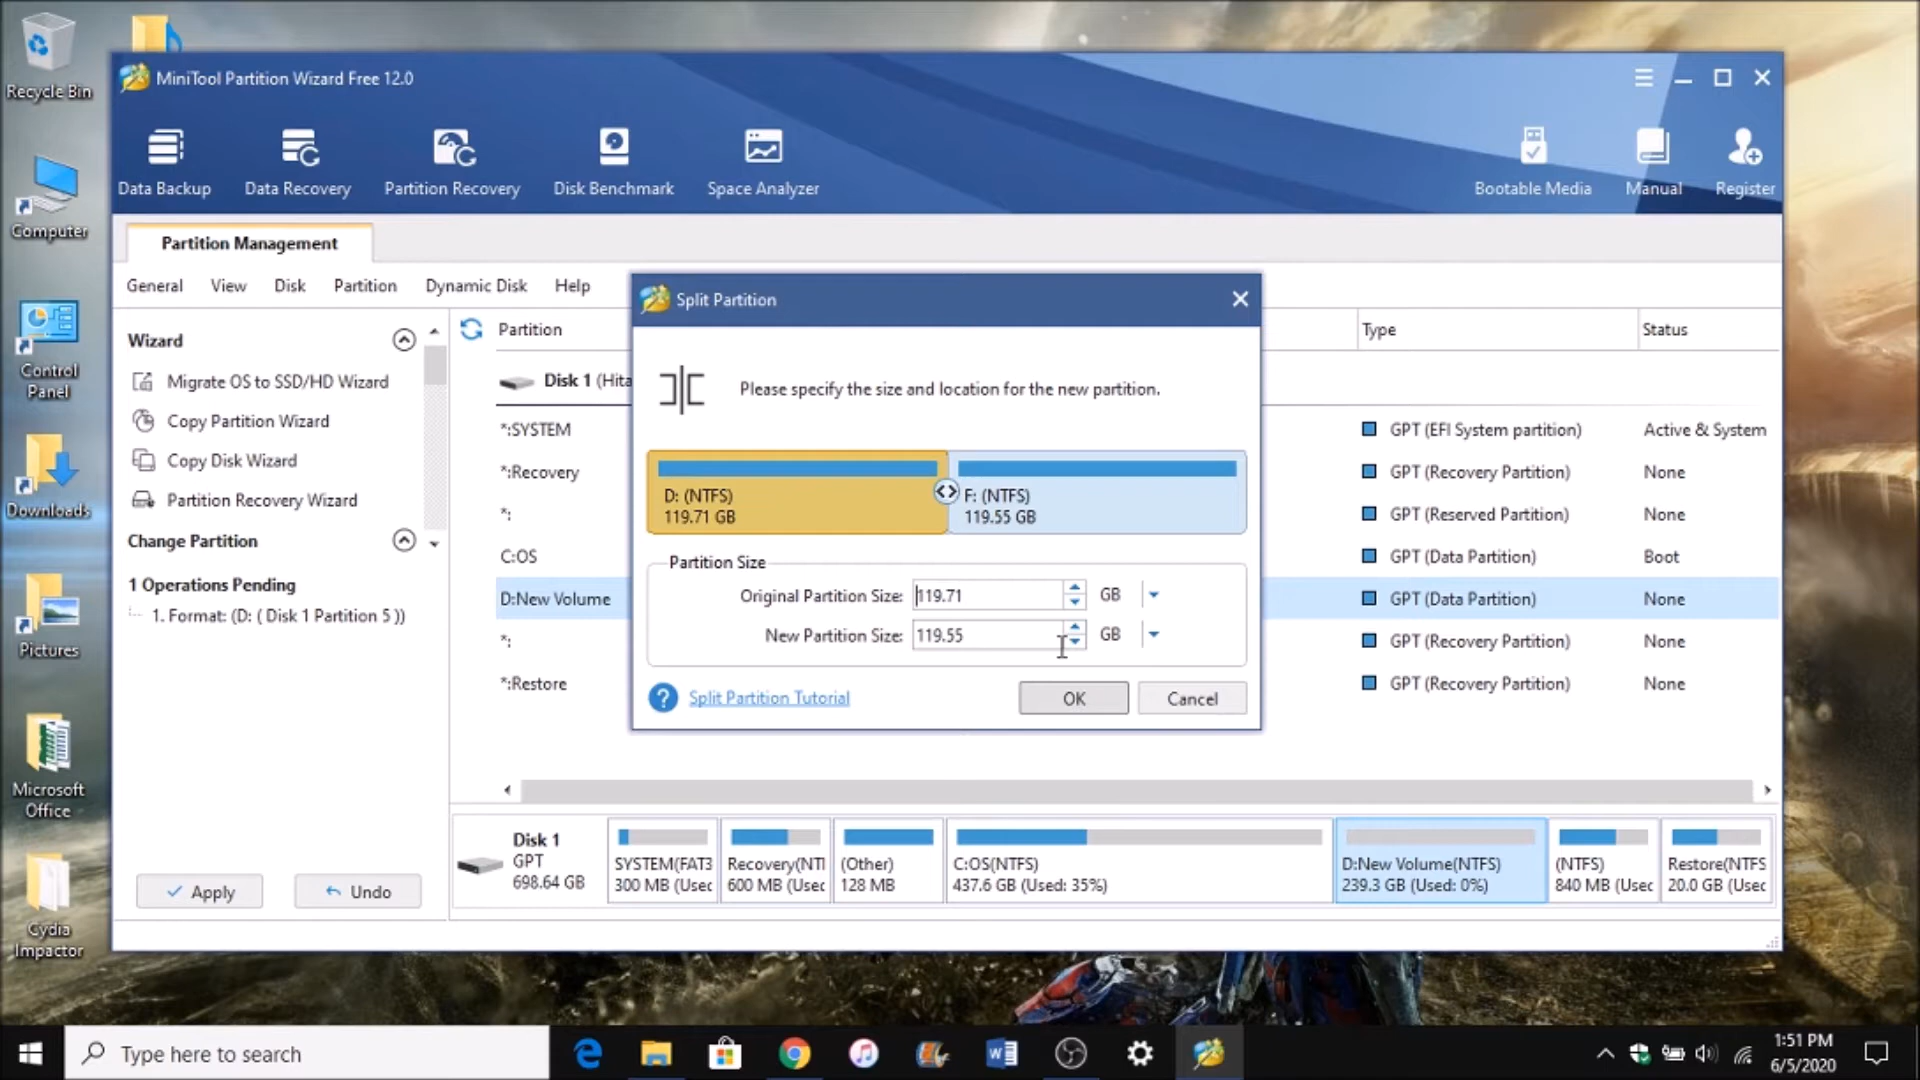 Recycle Bin
Computer
Control
Panel
Downloads
Pictures
Microsoft
Office
Cydia
Impactor
MiniTool Partition Wizard Free 12.0
Data Backup
Data Recovery
Partition Recovery
Disk Benchmark
Space Analyzer
Bootable Media
Manual
Register
Partition Management
General
View
Disk
Partition
Dynamic Disk
Help
Wizard
Migrate OS to SSD/HD Wizard
Copy Partition Wizard
Copy Disk Wizard
Partition Recovery Wizard
Change Partition
1 Operations Pending
1. Format: (D: ( Disk 1 Partition 5 ))
Apply
Undo
Partition
Type
Status
Disk 1 (Hita
*:SYSTEM
GPT (EFI System partition)
Active & System
*:Recovery
GPT (Recovery Partition)
None
*:
GPT (Reserved Partition)
None
C:OS
GPT (Data Partition)
Boot
D:New Volume
GPT (Data Partition)
None
*:
GPT (Recovery Partition)
None
*:Restore
GPT (Recovery Partition)
None
Split Partition
Please specify the size and location for the new partition.
D: (NTFS)
119.71 GB
F: (NTFS)
119.55 GB
Partition Size
Original Partition Size: 119.71 GB
New Partition Size: 119.55 GB
? Split Partition Tutorial
OK
Cancel
Disk 1
GPT
698.64 GB
SYSTEM(FAT3
300 MB (Usec
Recovery(NTI
600 MB (Usec
(Other)
128 MB
C:OS(NTFS)
437.6 GB (Used: 35%)
D:New Volume(NTFS)
239.3 GB (Used: 0%)
(NTFS)
840 MB (Usec
Restore(NTFS
20.0 GB (Usec
Type here to search
1:51 PM
6/5/2020